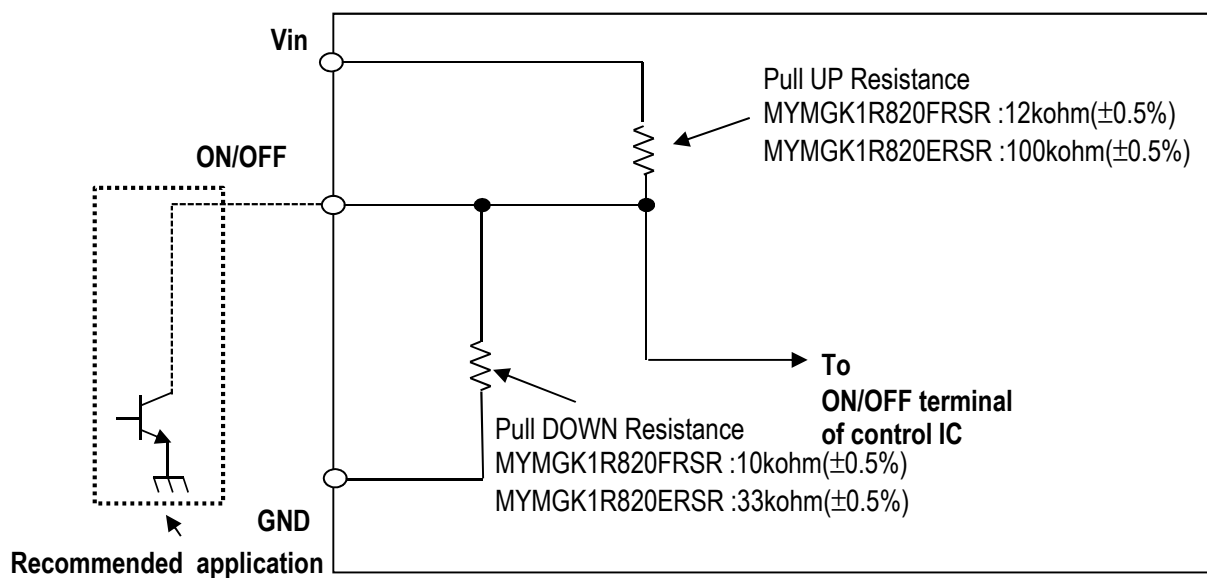 Vin
Pull UP Resistance
MYMGK1R820FRSR :12kohm(±0.5%)
MYMGK1R820ERSR :100kohm(±0.5%)
ON/OFF
To
ON/OFF terminal
of control IC
Pull DOWN Resistance
MYMGK1R820FRSR :10kohm(±0.5%)
MYMGK1R820ERSR :33kohm(±0.5%)
GND
Recommended application